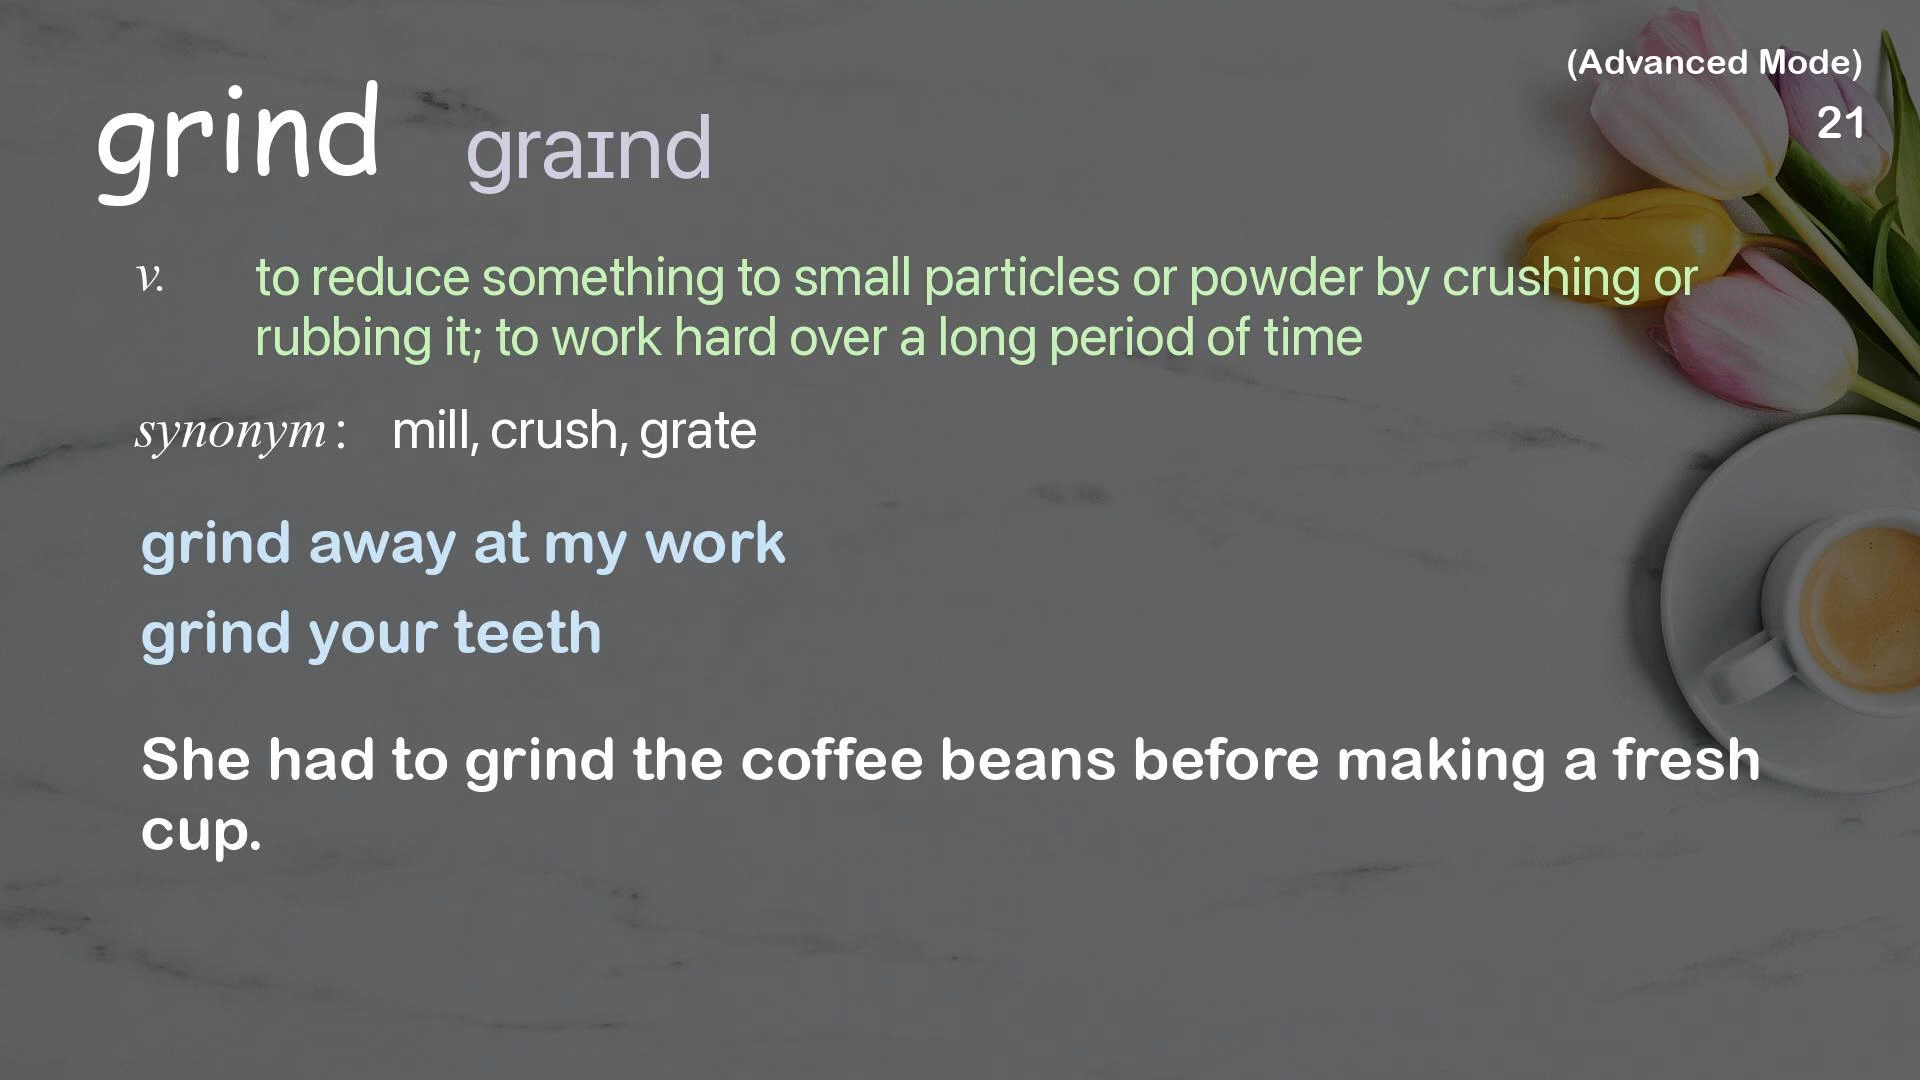 (Advanced Mode)
21
grind graɪnd
v. to reduce something to small particles or powder by crushing or
rubbing it; to work hard over a long period of time
synonym: mill, crush, grate
grind away at my work
grind your teeth
She had to grind the coffee beans before making a fresh
cup.